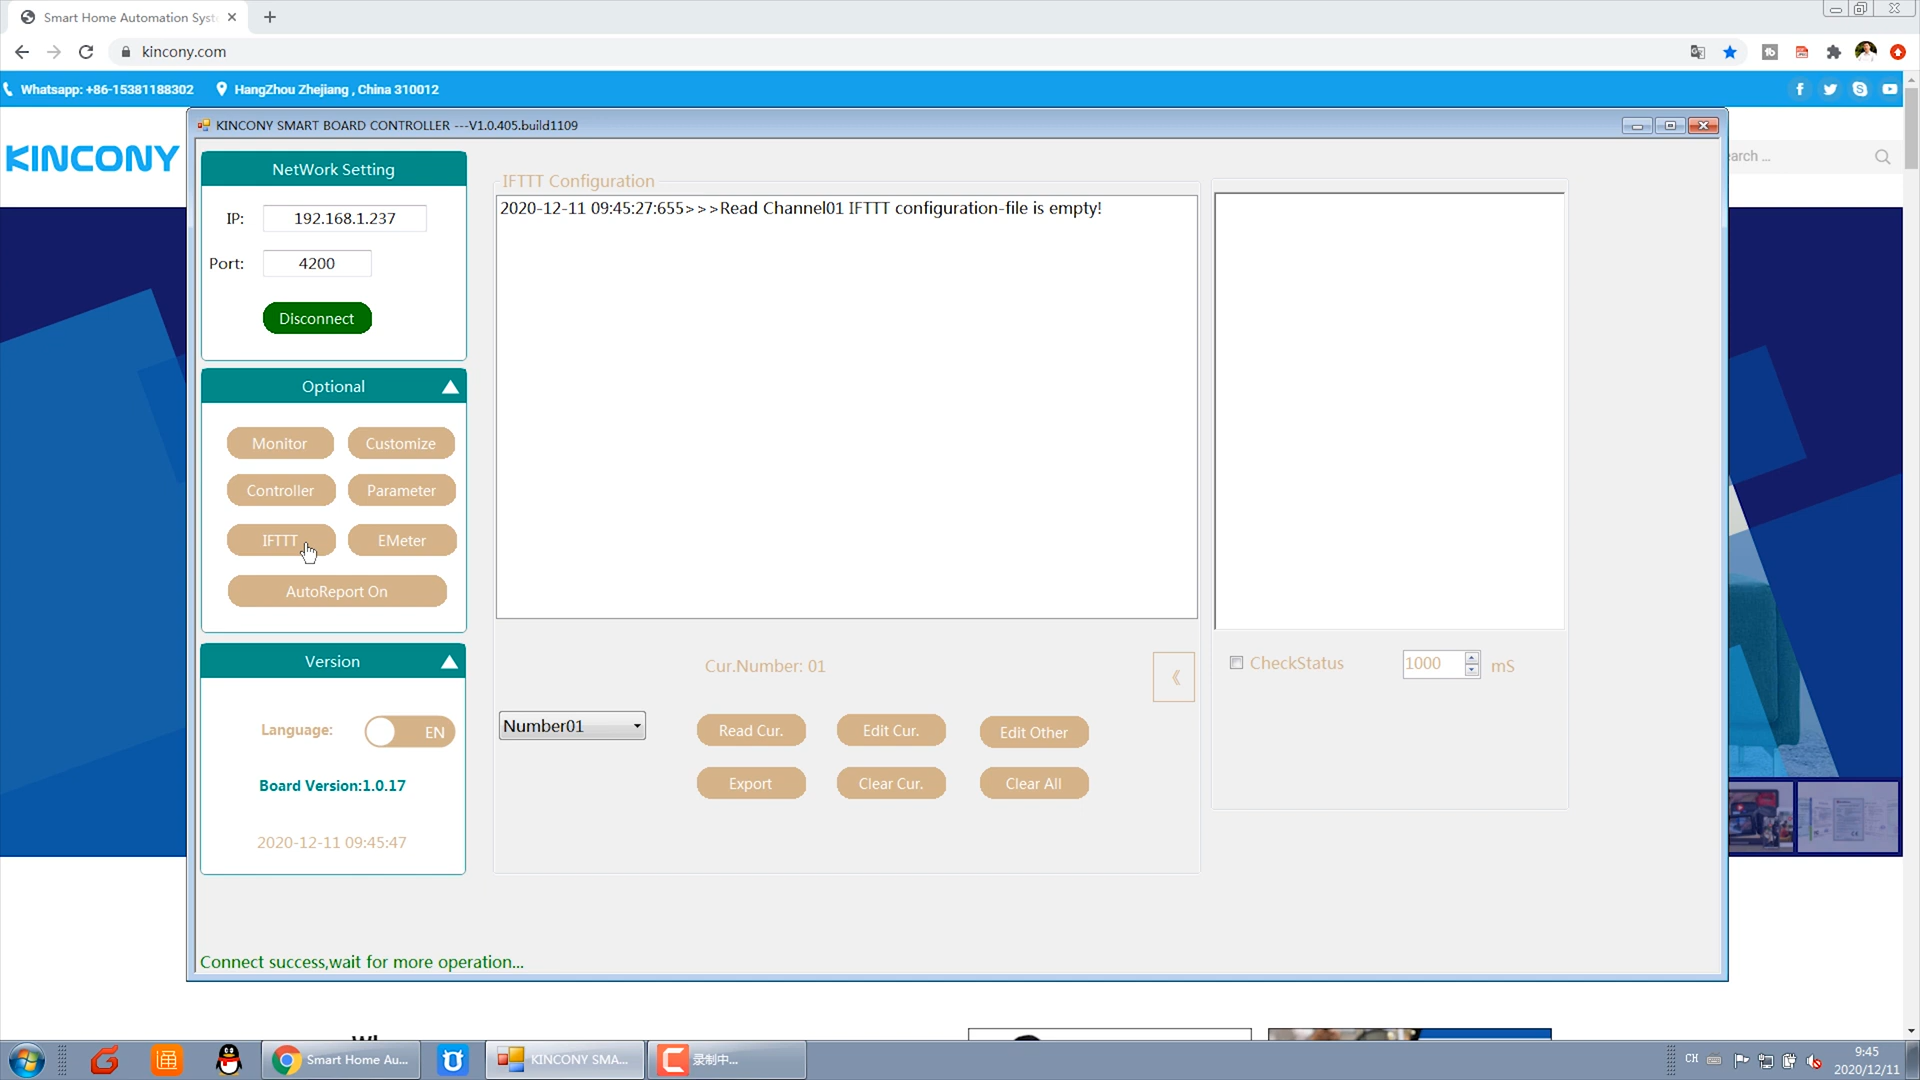 Smart Home Automation Syst
kincony.com
Whatsapp: +86-15381188302
HangZhou Zhejiang , China 310012
KINCONY SMART BOARD CONTROLLER ---V1.0.405.build1109
KINCONY
earch ...
NetWork Setting
IP: 192.168.1.237
Port: 4200
Disconnect
Optional
Monitor
Customize
Controller
Parameter
IFTTT
EMeter
AutoReport On
Version
Language: EN
Board Version:1.0.17
2020-12-11 09:45:47
IFTTT Configuration
2020-12-11 09:45:27:655>>>Read Channel01 IFTTT configuration-file is empty!
Cur.Number: 01
《
Number01
Read Cur.
Edit Cur.
Edit Other
Export
Clear Cur.
Clear All
CheckStatus
1000 mS
Connect success,wait for more operation...
Smart Home Au...
KINCONY SMA...
录制中...
CH
9:45
2020/12/11